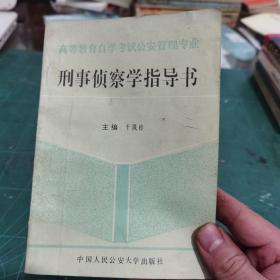 高等教育自学考试公安管理专业
刑事侦察学指导书
主编
中国人民公安大学出版社